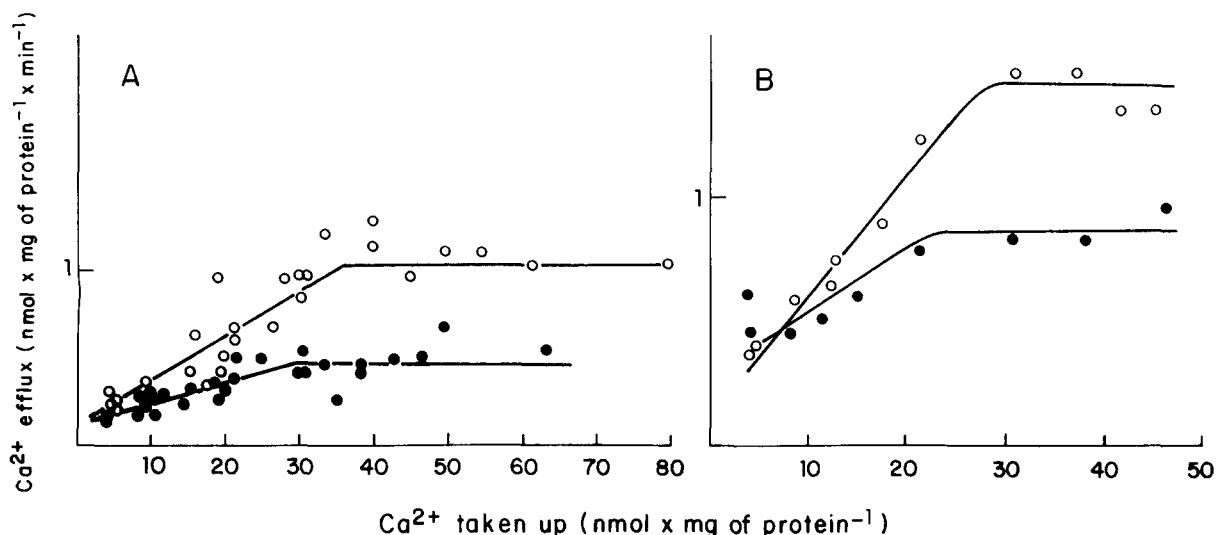 Ca²⁺ efflux (nmol x mg of protein⁻¹ x min⁻¹)
A
1
10 20 30 40 50 60 70 80
B
1
10 20 30 40 50
Ca²⁺ taken up (nmol x mg of protein⁻¹)